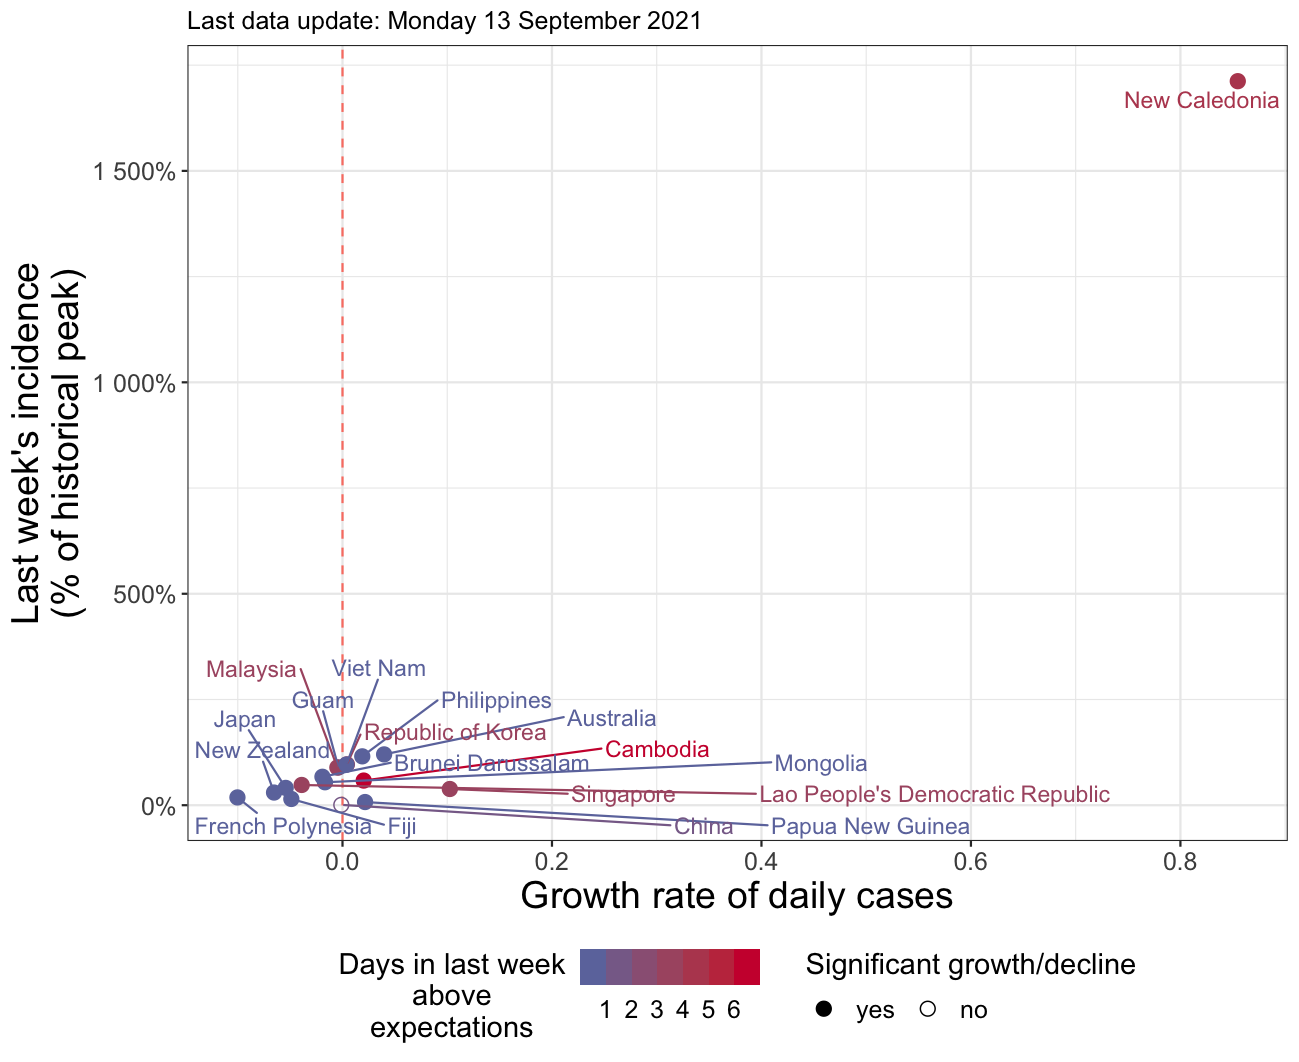 Last data update: Monday 13 September 2021
Last week's incidence
(% of historical peak)
1 500%
1 000%
500%
0%
New Caledonia
Malaysia
Viet Nam
Guam
Philippines
Japan
Australia
Republic of Korea
New Zealand
Cambodia
Brunei Darussalam
Mongolia
Singapore
Lao People's Democratic Republic
French Polynesia
Fiji
China
Papua New Guinea
0.0 0.2 0.4 0.6 0.8
Growth rate of daily cases
Days in last week
above
expectations
1 2 3 4 5 6
Significant growth/decline
yes no